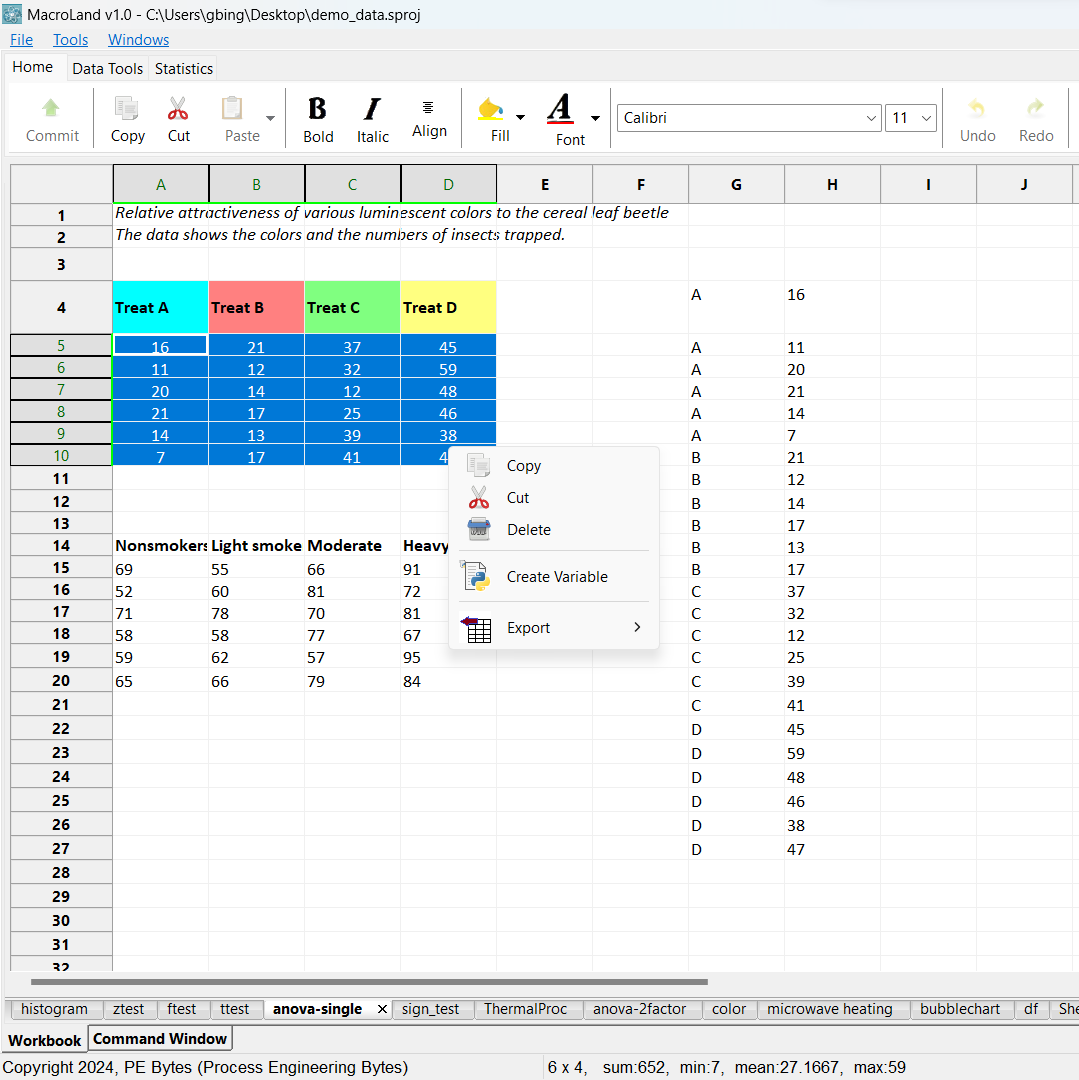 MacroLand v1.0 - C:\Users\gbing\Desktop\demo_data.sproj
File Tools Windows
Home Data Tools Statistics
Commit Copy Cut Paste B Bold I Italic Align Fill A Font Calibri 11 Undo Redo
A B C D E F G H I J
1 Relative attractiveness of various luminescent colors to the cereal leaf beetle
2 The data shows the colors and the numbers of insects trapped.
3
4 Treat A Treat B Treat C Treat D A 16
5 16 21 37 45 A 11
6 11 12 32 59 A 20
7 20 14 12 48 A 21
8 21 17 25 46 A 14
9 14 13 39 38 A 7
10 7 17 41 4 B 21
11 B 12
12 B 14
13 B 17
14 Nonsmokers Light smoke Moderate Heavy B 13
15 69 55 66 91 B 17
16 52 60 81 72 C 37
17 71 78 70 81 C 32
18 58 58 77 67 C 12
19 59 62 57 95 C 25
20 65 66 79 84 C 39
21 C 41
22 D 45
23 D 59
24 D 48
25 D 46
26 D 38
27 D 47
28
29
30
31
32
Copy
Cut
Delete
Create Variable
Export
histogram ztest ftest ttest anova-single sign_test ThermalProc anova-2factor color microwave heating bubblechart df She
Workbook Command Window
Copyright 2024, PE Bytes (Process Engineering Bytes) 6 x 4, sum:652, min:7, mean:27.1667, max:59